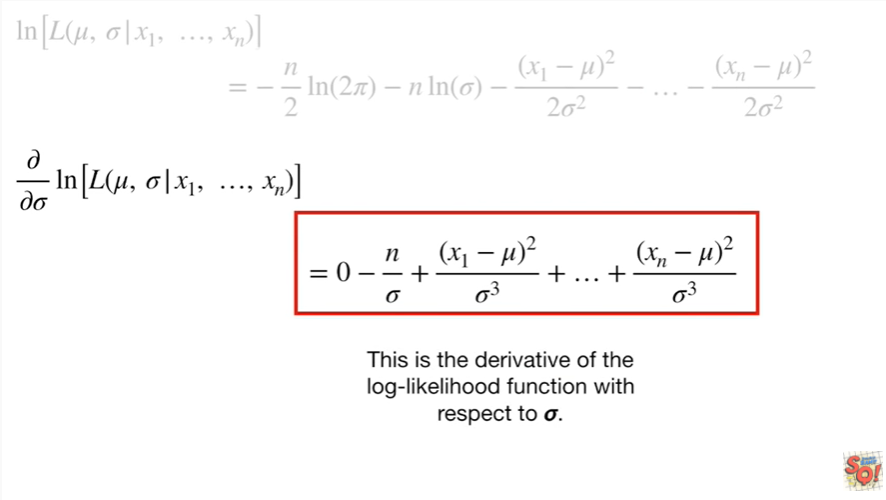 ln[L(μ, σ|x₁, …, xₙ)]
= − n/2 ln(2π) − n ln(σ) − (x₁ − μ)²/2σ² − … − (xₙ − μ)²/2σ²
∂/∂σ ln[L(μ, σ|x₁, …, xₙ)]
= 0 − n/σ + (x₁ − μ)²/σ³ + … + (xₙ − μ)²/σ³
This is the derivative of the
log-likelihood function with
respect to σ.
SQ!